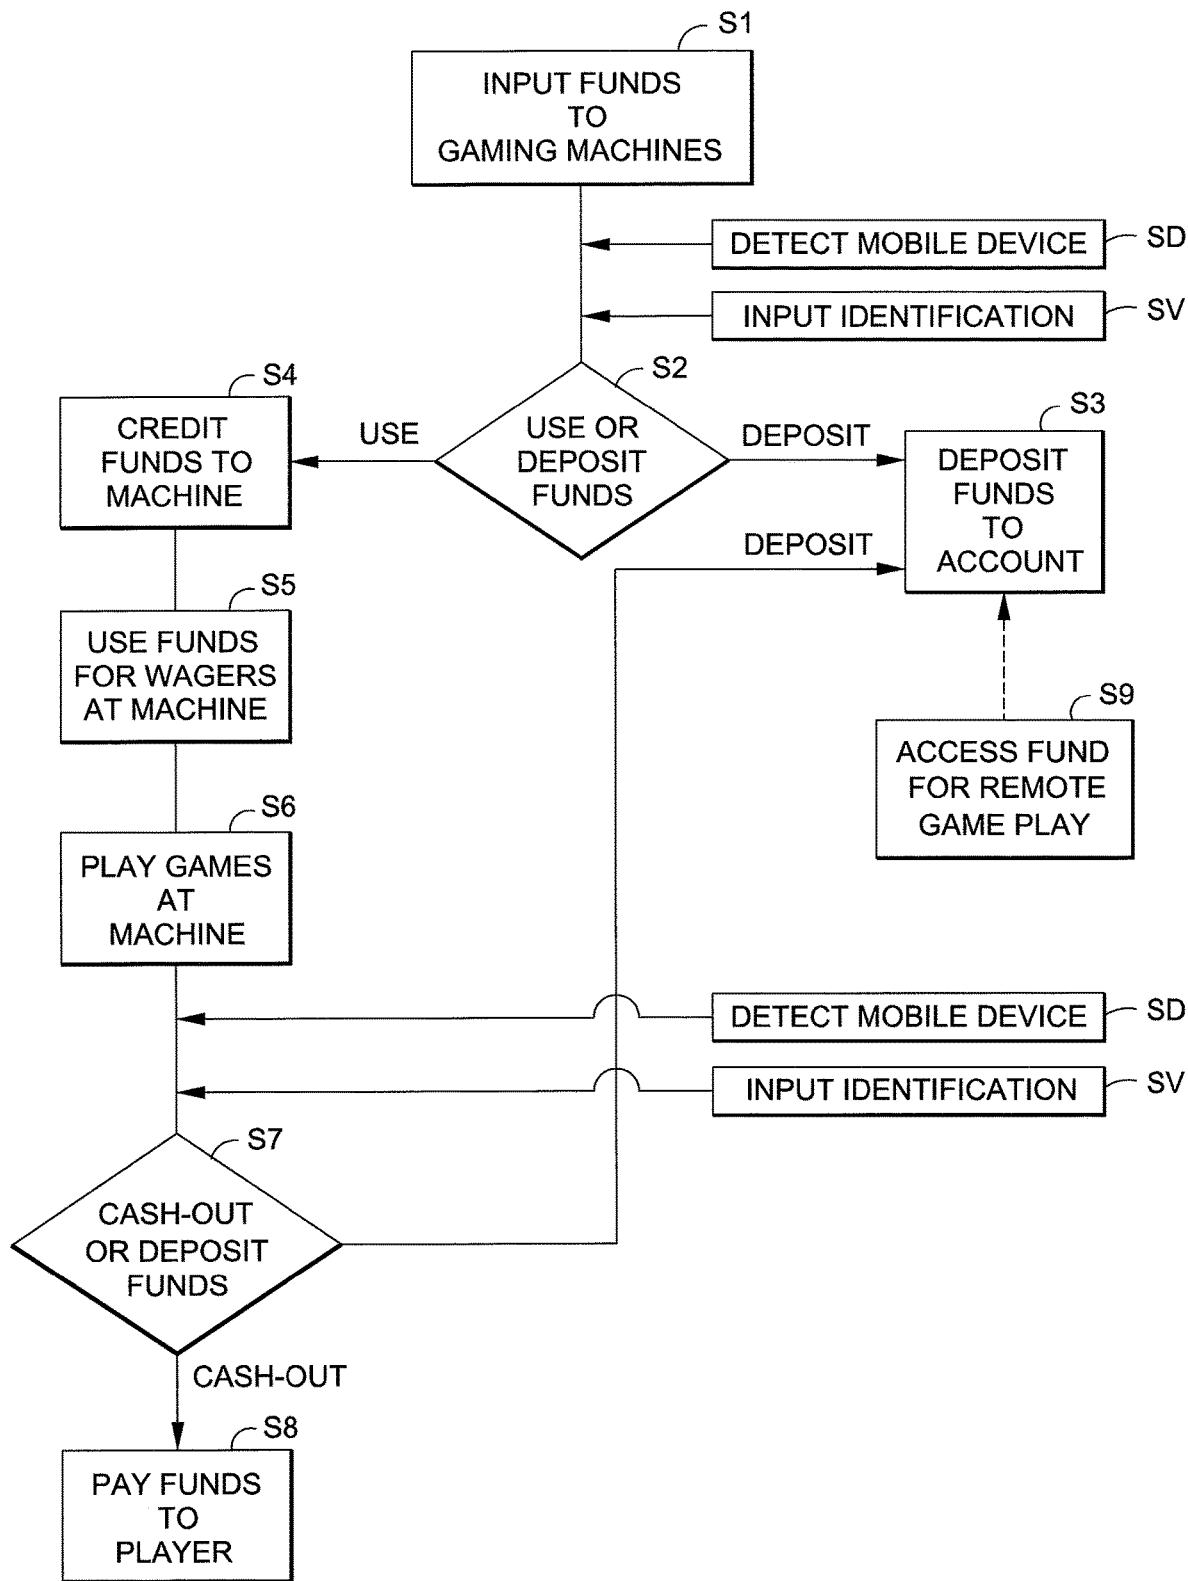 S1
INPUT FUNDS
TO
GAMING MACHINES
DETECT MOBILE DEVICE
SD
INPUT IDENTIFICATION
SV
S2
USE OR
DEPOSIT
FUNDS
USE
DEPOSIT
S4
CREDIT
FUNDS TO
MACHINE
S3
DEPOSIT
FUNDS
TO
ACCOUNT
DEPOSIT
S5
USE FUNDS
FOR WAGERS
AT MACHINE
S9
ACCESS FUND
FOR REMOTE
GAME PLAY
S6
PLAY GAMES
AT
MACHINE
DETECT MOBILE DEVICE
SD
INPUT IDENTIFICATION
SV
S7
CASH-OUT
OR DEPOSIT
FUNDS
CASH-OUT
S8
PAY FUNDS
TO
PLAYER